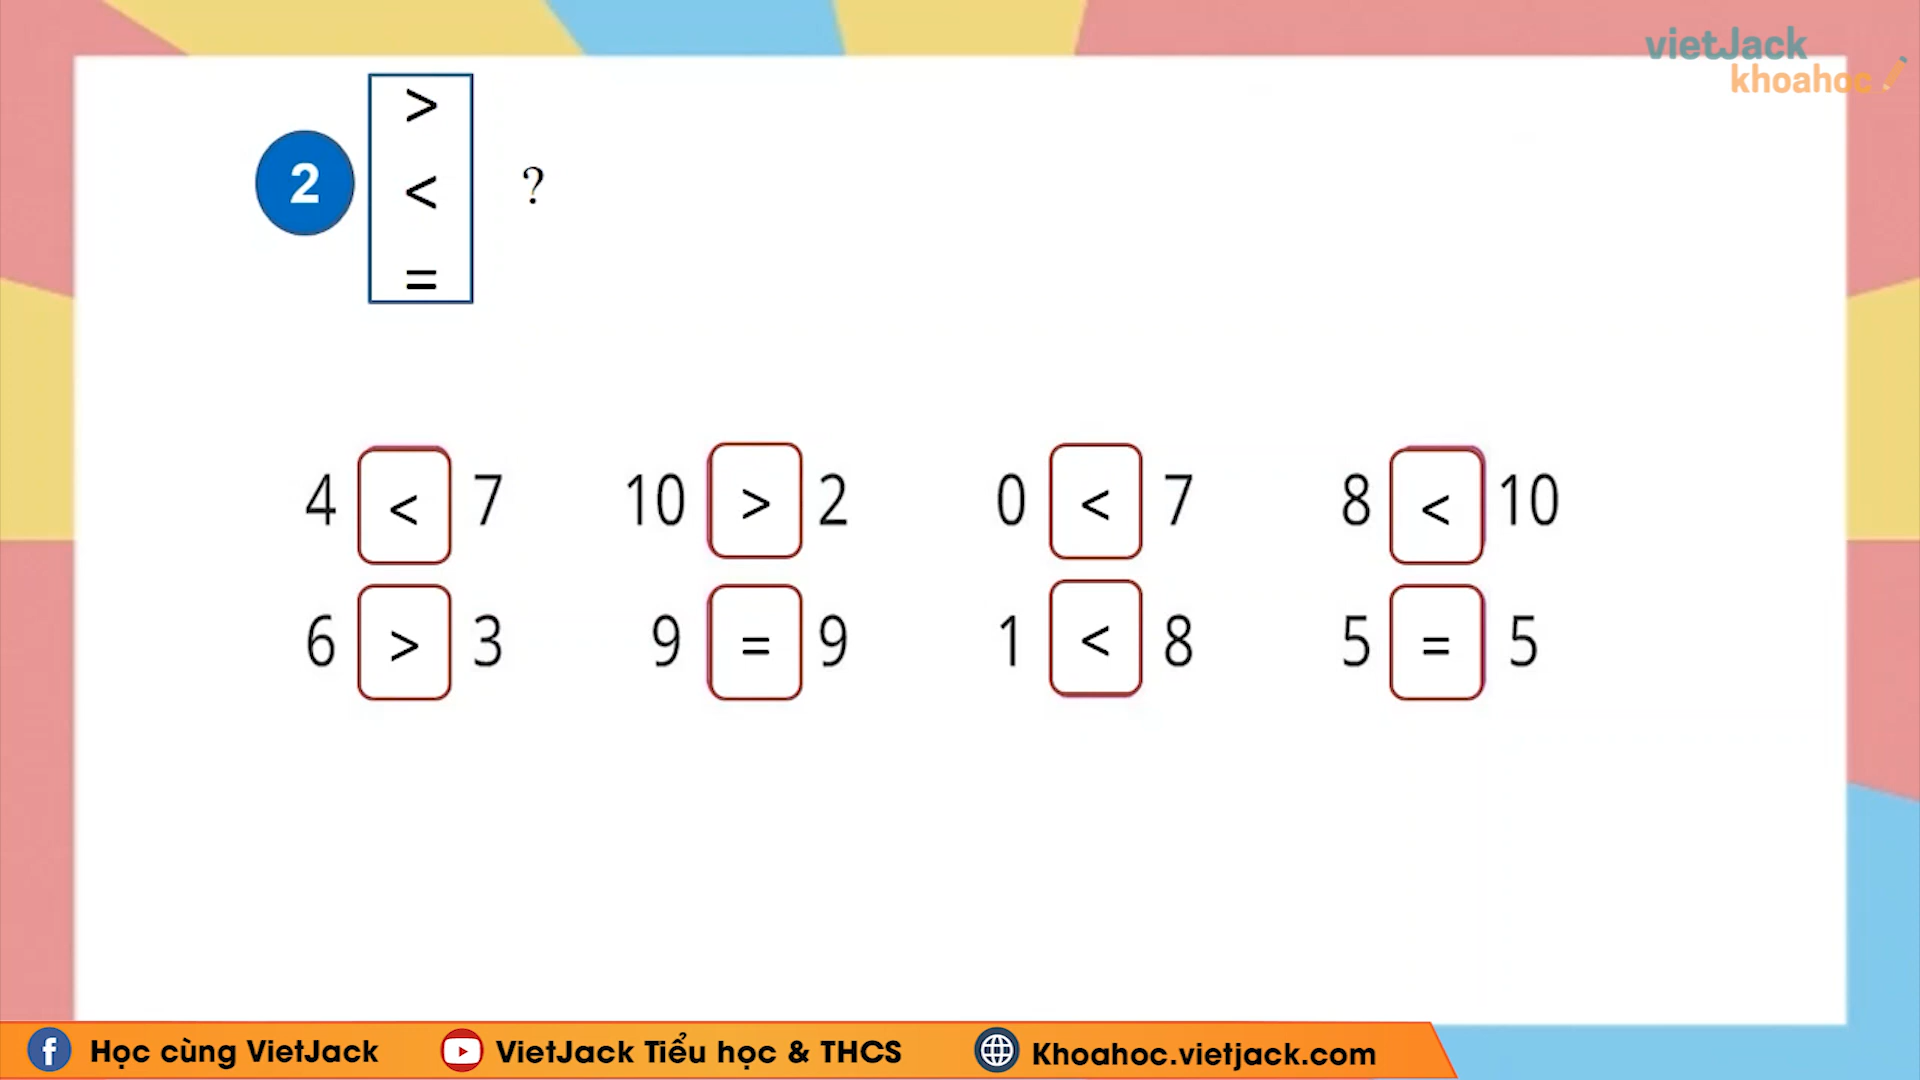 vietJack
khoahoc
>
2 < ?
=
4 < 7 10 > 2 0 < 7 8 < 10
6 > 3 9 = 9 1 < 8 5 = 5
Học cùng VietJack VietJack Tiểu học & THCS Khoahoc.vietjack.com